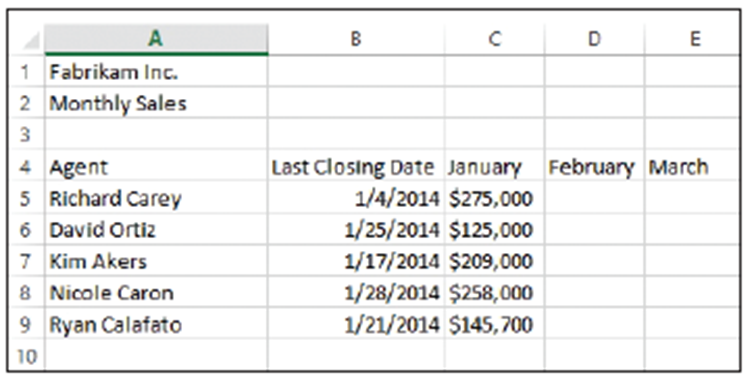 A B C D E
1 Fabrikam Inc.
2 Monthly Sales
3
4 Agent Last Closing Date January February March
5 Richard Carey 1/4/2014 $275,000
6 David Ortiz 1/25/2014 $125,000
7 Kim Akers 1/17/2014 $209,000
8 Nicole Caron 1/28/2014 $258,000
9 Ryan Calafato 1/21/2014 $145,700
10